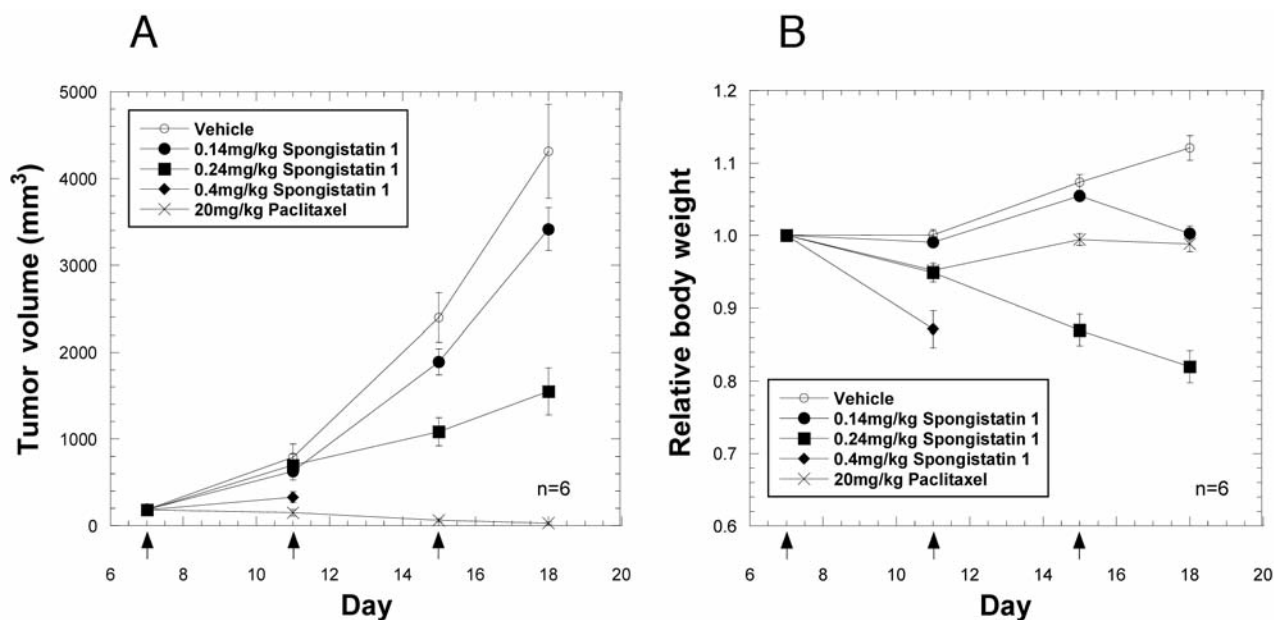 A
5000
4000
3000
2000
1000
0
Tumor volume (mm³)
Vehicle
0.14mg/kg Spongistatin 1
0.24mg/kg Spongistatin 1
0.4mg/kg Spongistatin 1
20mg/kg Paclitaxel
n=6
6 8 10 12 14 16 18 20
Day
B
1.2
1.1
1.0
0.9
0.8
0.7
0.6
Relative body weight
Vehicle
0.14mg/kg Spongistatin 1
0.24mg/kg Spongistatin 1
0.4mg/kg Spongistatin 1
20mg/kg Paclitaxel
n=6
6 8 10 12 14 16 18 20
Day